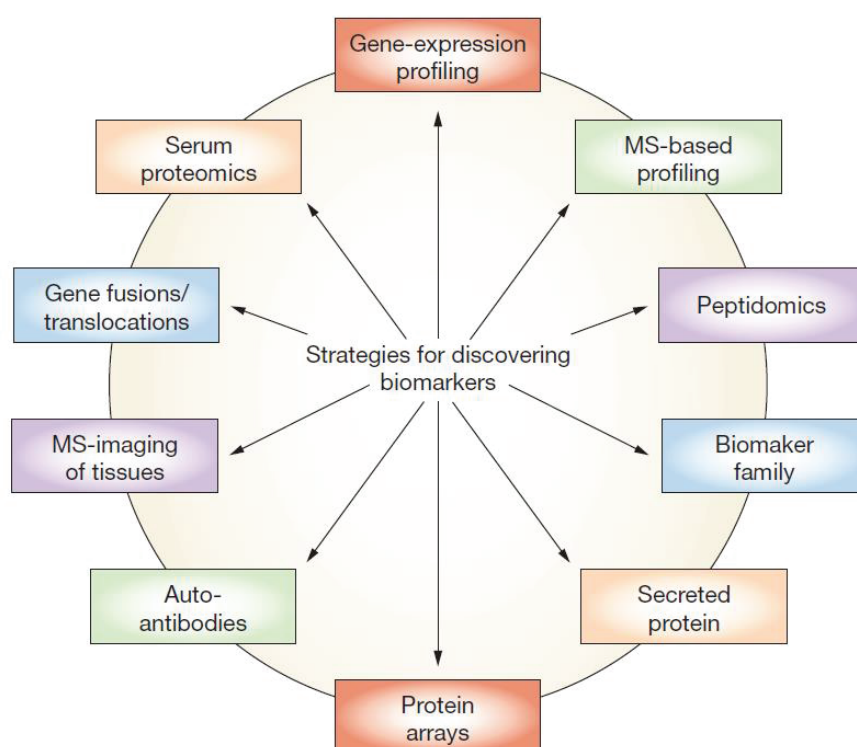 Gene-expression
profiling
Serum
proteomics
MS-based
profiling
Gene fusions/
translocations
Peptidomics
Strategies for discovering
biomarkers
MS-imaging
of tissues
Biomaker
family
Auto-
antibodies
Secreted
protein
Protein
arrays